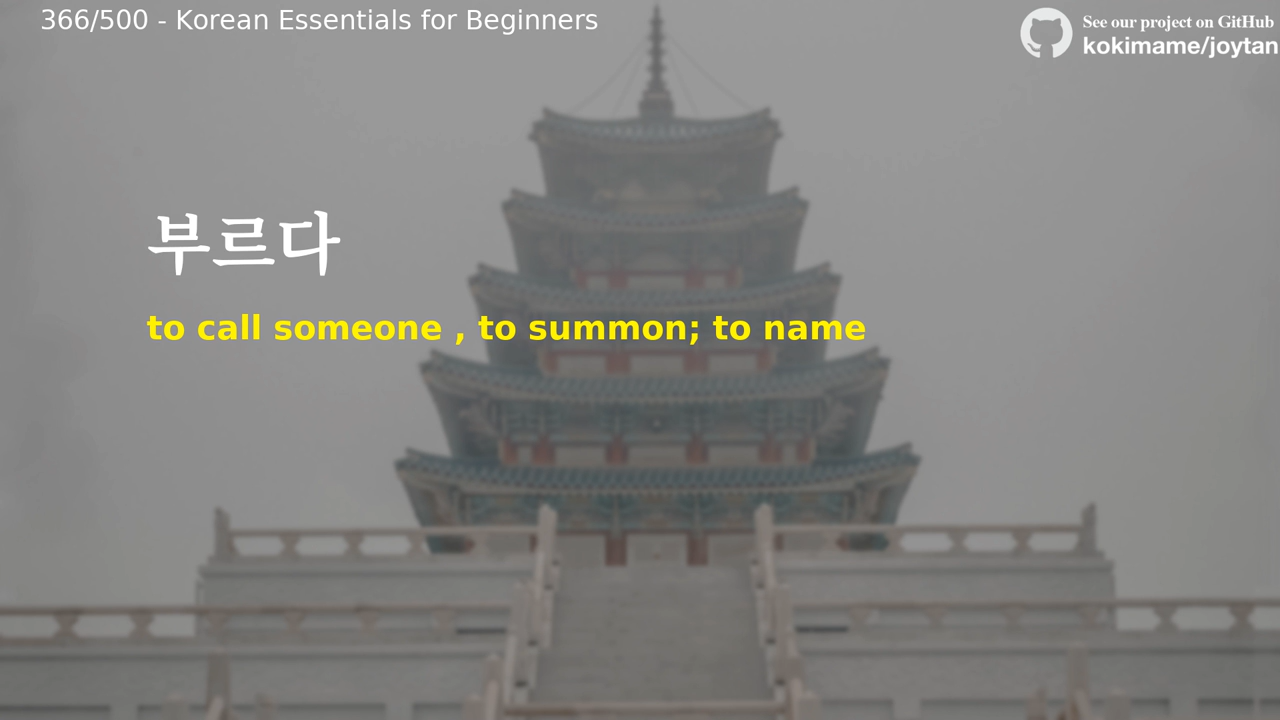 366/500 - Korean Essentials for Beginners
See our project on GitHub
kokimame/joytan
부르다
to call someone , to summon; to name